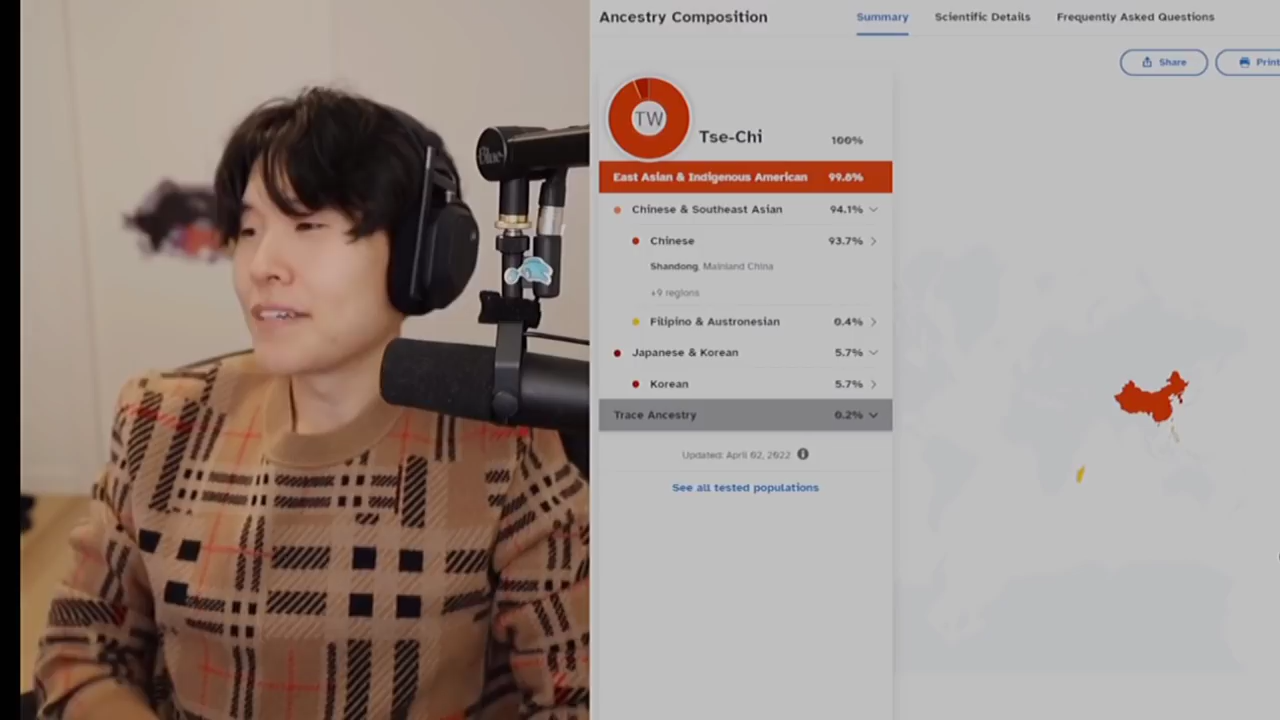 Ancestry Composition
Summary
Scientific Details
Frequently Asked Questions
Share
Print
TW
Tse-Chi
100%
East Asian & Indigenous American 99.8%
Chinese & Southeast Asian 94.1%
Chinese 93.7%
Shandong, Mainland China
+9 regions
Filipino & Austronesian 0.4%
Japanese & Korean 5.7%
Korean 5.7%
Trace Ancestry 0.2%
Updated: April 02, 2022
See all tested populations
Blue